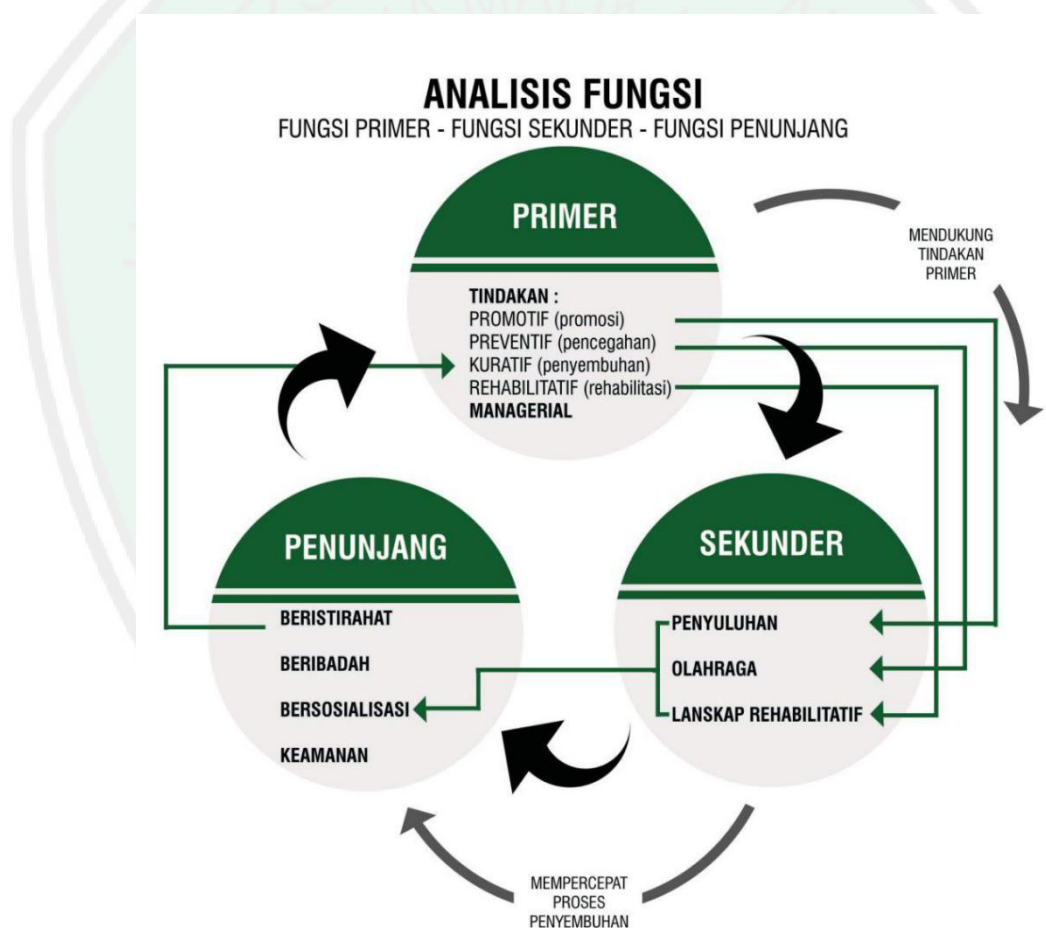 ANALISIS FUNGSI
FUNGSI PRIMER - FUNGSI SEKUNDER - FUNGSI PENUNJANG
PRIMER
TINDAKAN :
PROMOTIF (promosi)
PREVENTIF (pencegahan)
KURATIF (penyembuhan)
REHABILITATIF (rehabilitasi)
MANAGERIAL
MENDUKUNG
TINDAKAN
PRIMER
PENUNJANG
BERISTIRAHAT
BERIBADAH
BERSOSIALISASI
KEAMANAN
SEKUNDER
PENYULUHAN
OLAHRAGA
LANSKAP REHABILITATIF
MEMPERCEPAT
PROSES
PENYEMBUHAN